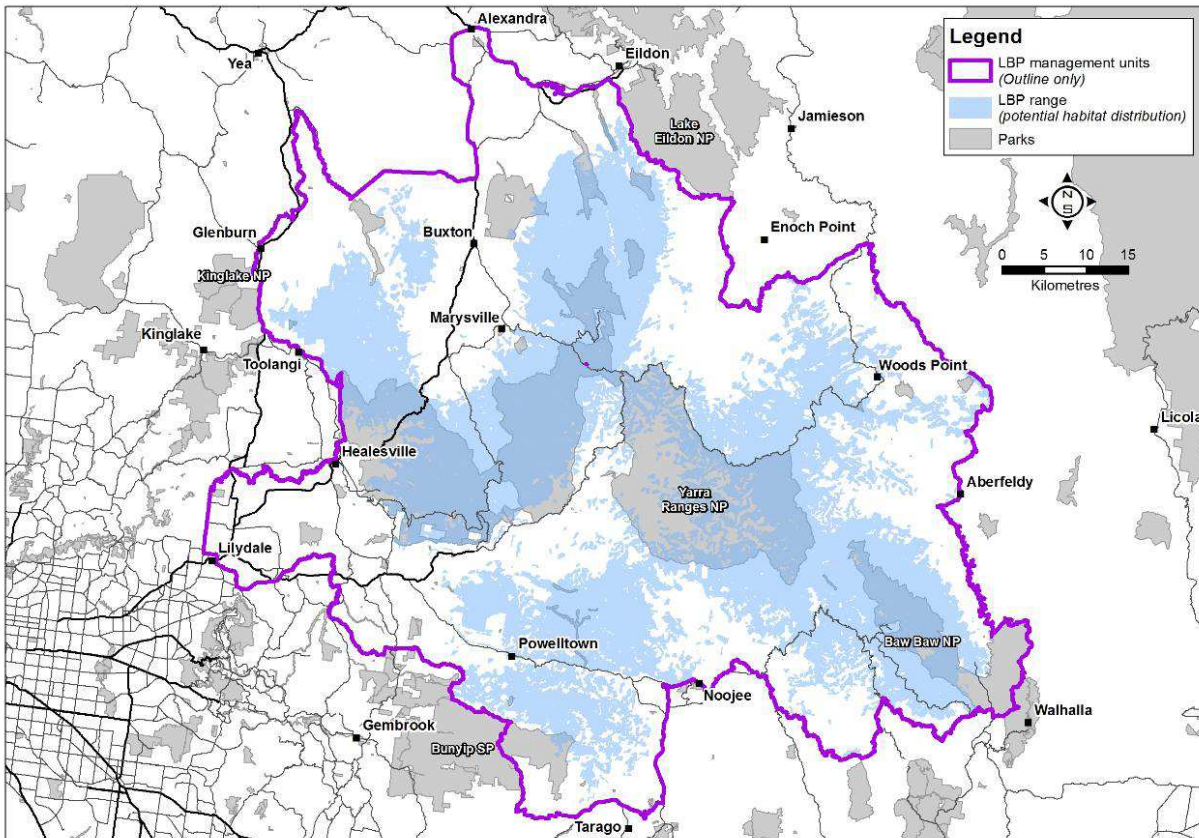 Alexandra
Yea
Eildon
Lake
Eildon NP
Jamieson
Legend
LBP management units
(Outline only)
LBP range
(potential habitat distribution)
Parks
N
S
0 5 10 15
Kilometres
Glenburn
Kinglake NP
Buxton
Enoch Point
Kinglake
Toolangi
Marysville
Woods Point
Licola
Healesville
Yarra
Ranges NP
Aberfeldy
Lilydale
Powelltown
Baw Baw NP
Noojee
Gembrook
Bunyip SP
Walhalla
Tarago